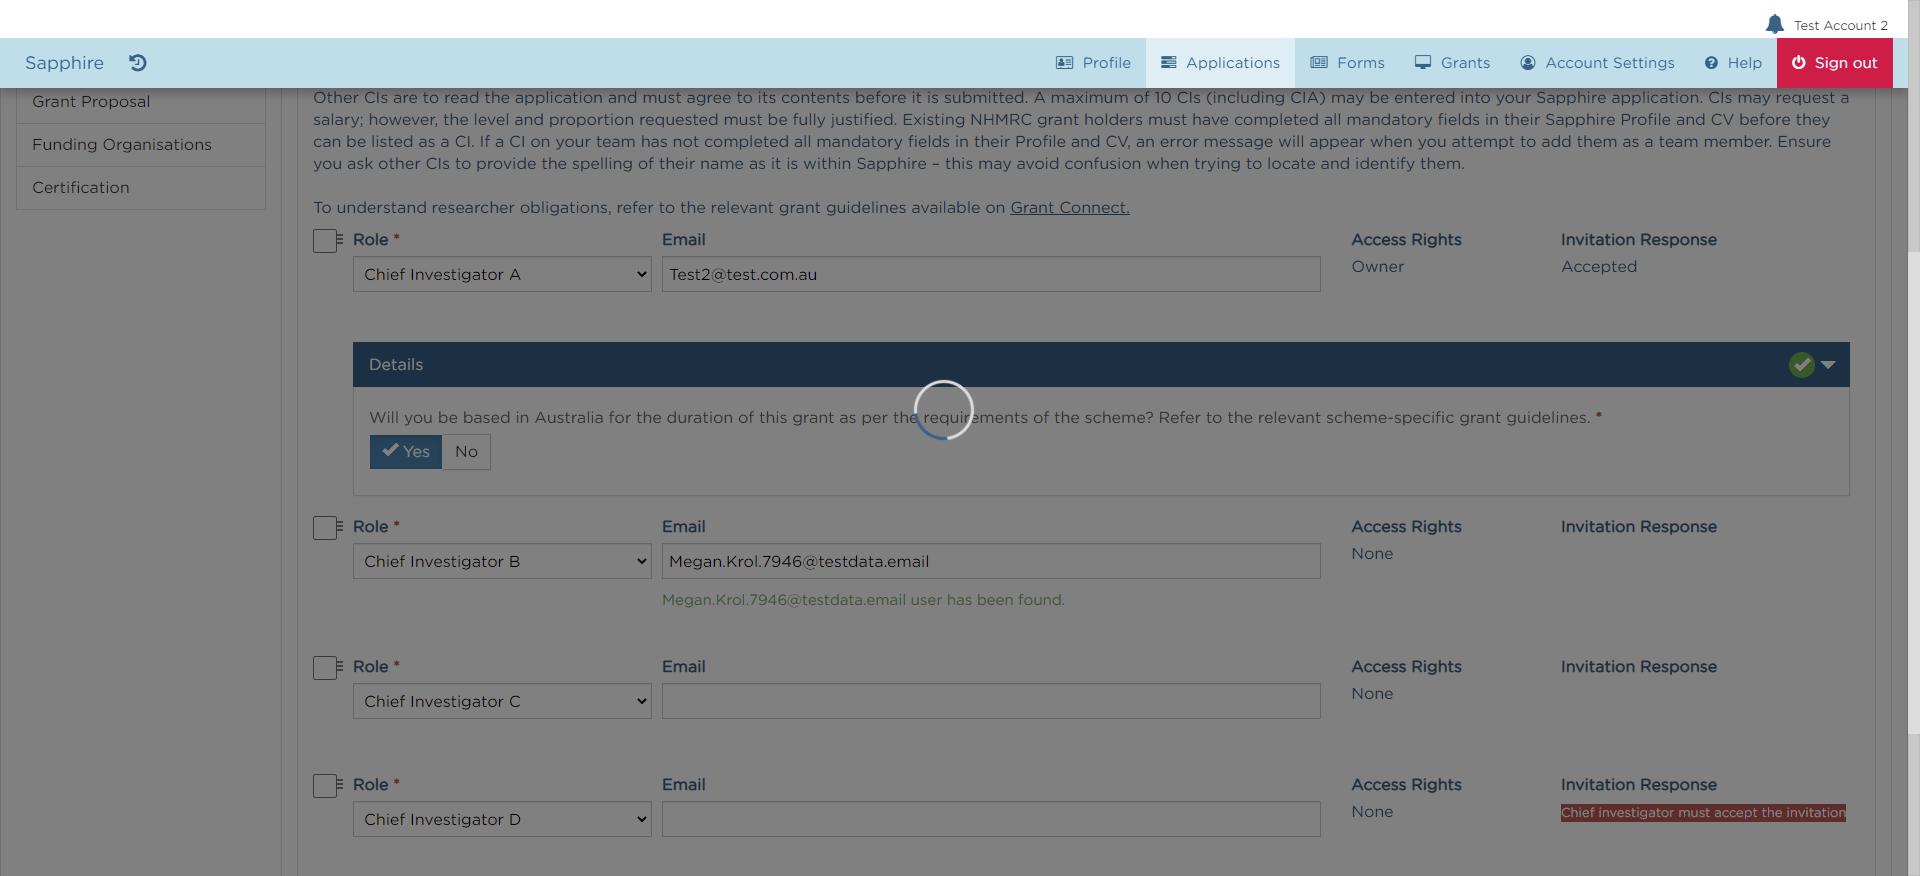 Test Account 2
Sapphire
Profile
Applications
Forms
Grants
Account Settings
Help
Sign out
Grant Proposal
Funding Organisations
Certification
Other CIs are to read the application and must agree to its contents before it is submitted. A maximum of 10 CIs (including CIA) may be entered into your Sapphire application. CIs may request a
salary; however, the level and proportion requested must be fully justified. Existing NHMRC grant holders must have completed all mandatory fields in their Sapphire Profile and CV before they
can be listed as a CI. If a CI on your team has not completed all mandatory fields in their Profile and CV, an error message will appear when you attempt to add them as a team member. Ensure
you ask other CIs to provide the spelling of their name as it is within Sapphire – this may avoid confusion when trying to locate and identify them.
To understand researcher obligations, refer to the relevant grant guidelines available on Grant Connect.
Role *
Email
Access Rights
Invitation Response
Chief Investigator A
Test2@test.com.au
Owner
Accepted
Details
Will you be based in Australia for the duration of this grant as per the requirements of the scheme? Refer to the relevant scheme-specific grant guidelines. *
Yes
No
Role *
Email
Access Rights
Invitation Response
Chief Investigator B
Megan.Krol.7946@testdata.email
None
Megan.Krol.7946@testdata.email user has been found.
Role *
Email
Access Rights
Invitation Response
Chief Investigator C
None
Role *
Email
Access Rights
Invitation Response
Chief Investigator D
None
Chief investigator must accept the invitation